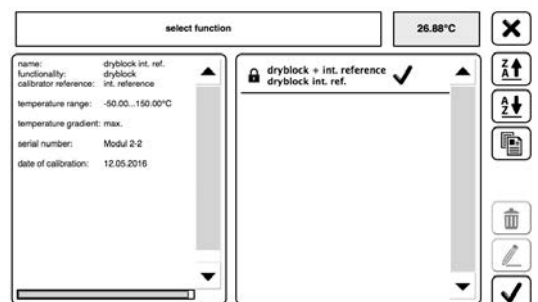 select function
26.88°C
name: dryblock int. ref.
functionality: dryblock
calibrator reference: int. reference
temperature range: -50.00...150.00°C
temperature gradient: max.
serial number: Modul 2-2
date of calibration: 12.05.2016
dryblock + int. reference
dryblock int. ref.
Z
A
A
Z